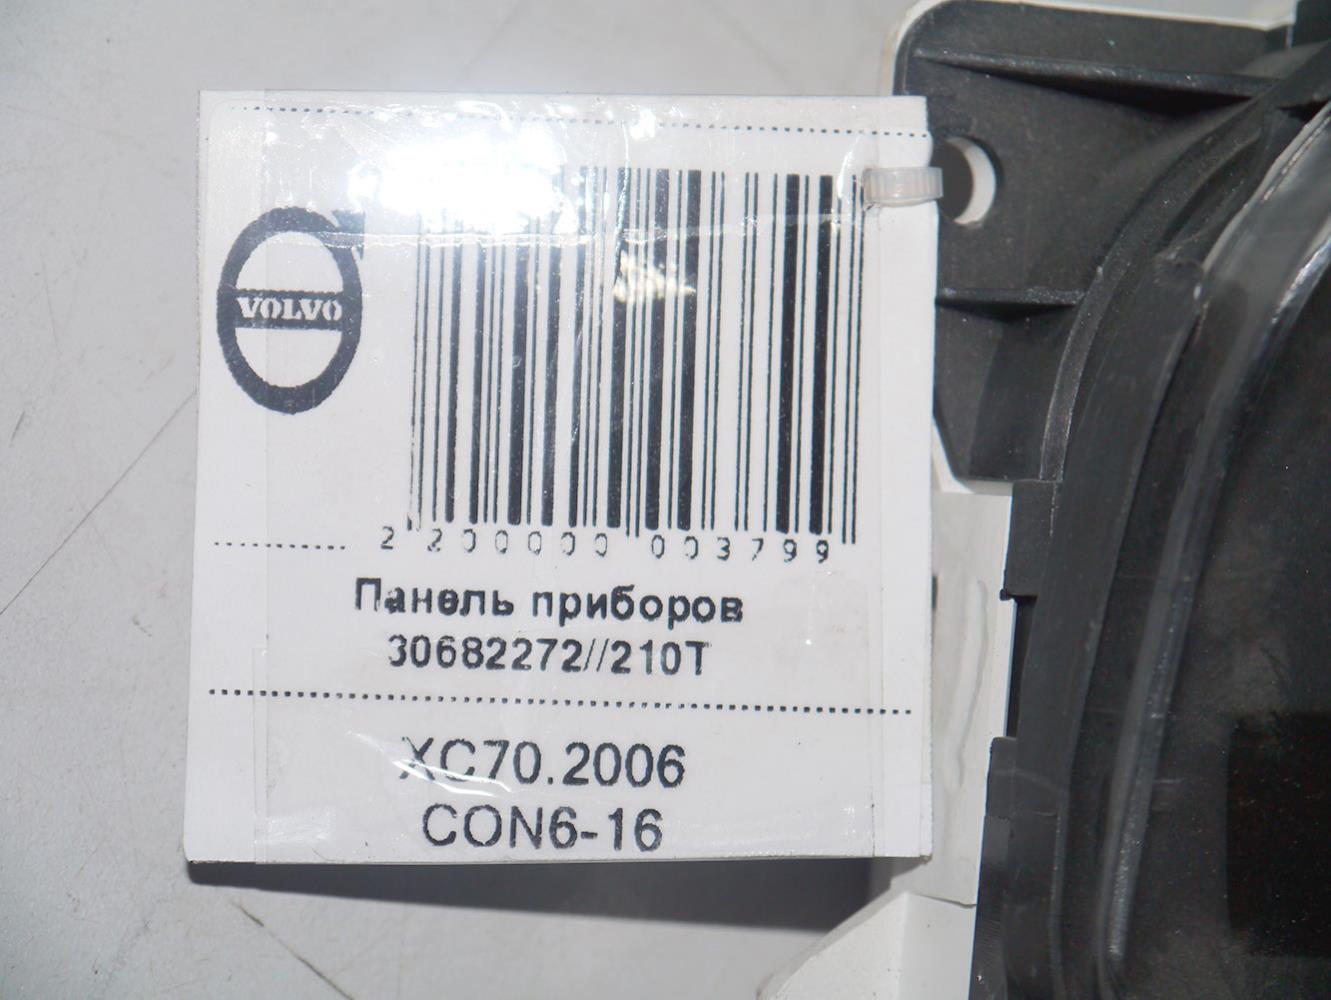 VOLVO
2 200000 003799
Панель приборов
30682272//210T
XC70.2006
CON6-16